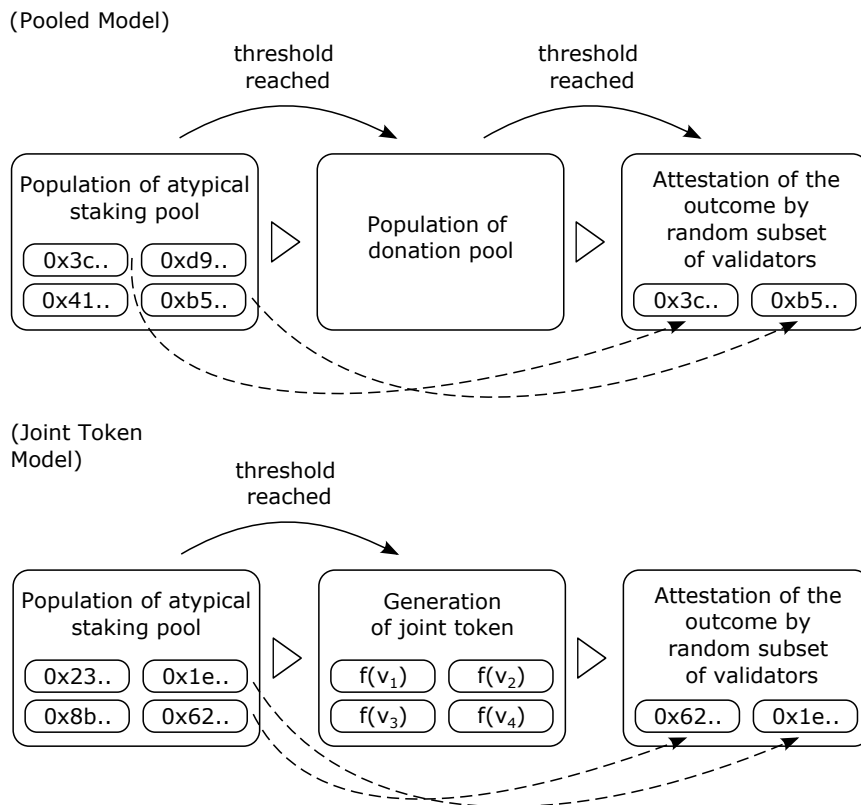 (Pooled Model)
threshold
reached
threshold
reached
Population of atypical
staking pool
0x3c..
0xd9..
0x41..
0xb5..
Population of
donation pool
Attestation of the
outcome by
random subset
of validators
0x3c..
0xb5..
(Joint Token
Model)
threshold
reached
Population of atypical
staking pool
0x23..
0x1e..
0x8b..
0x62..
Generation
of joint token
f(v₁)
f(v₂)
f(v₃)
f(v₄)
Attestation of the
outcome by
random subset
of validators
0x62..
0x1e..